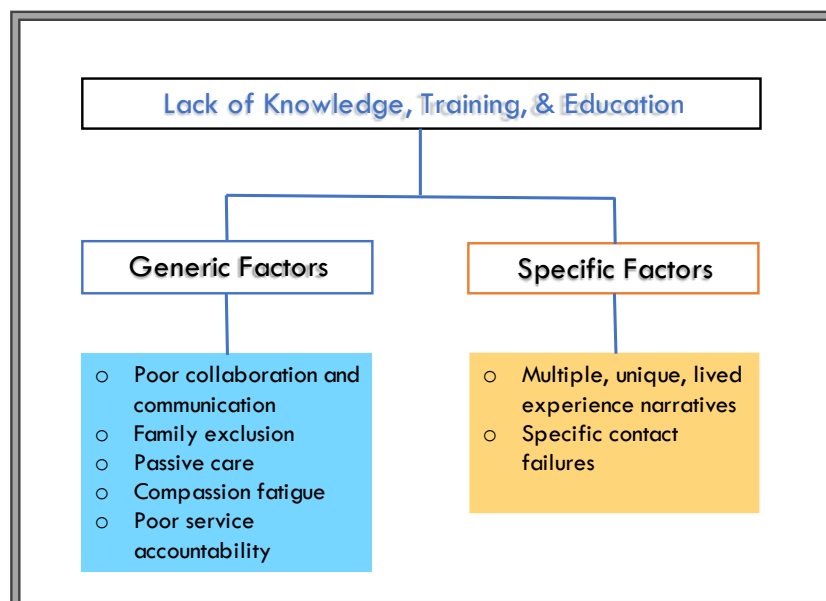 Lack of Knowledge, Training, & Education
Generic Factors
Specific Factors
o Poor collaboration and
communication
o Family exclusion
o Passive care
o Compassion fatigue
o Poor service
accountability
o Multiple, unique, lived
experience narratives
o Specific contact
failures